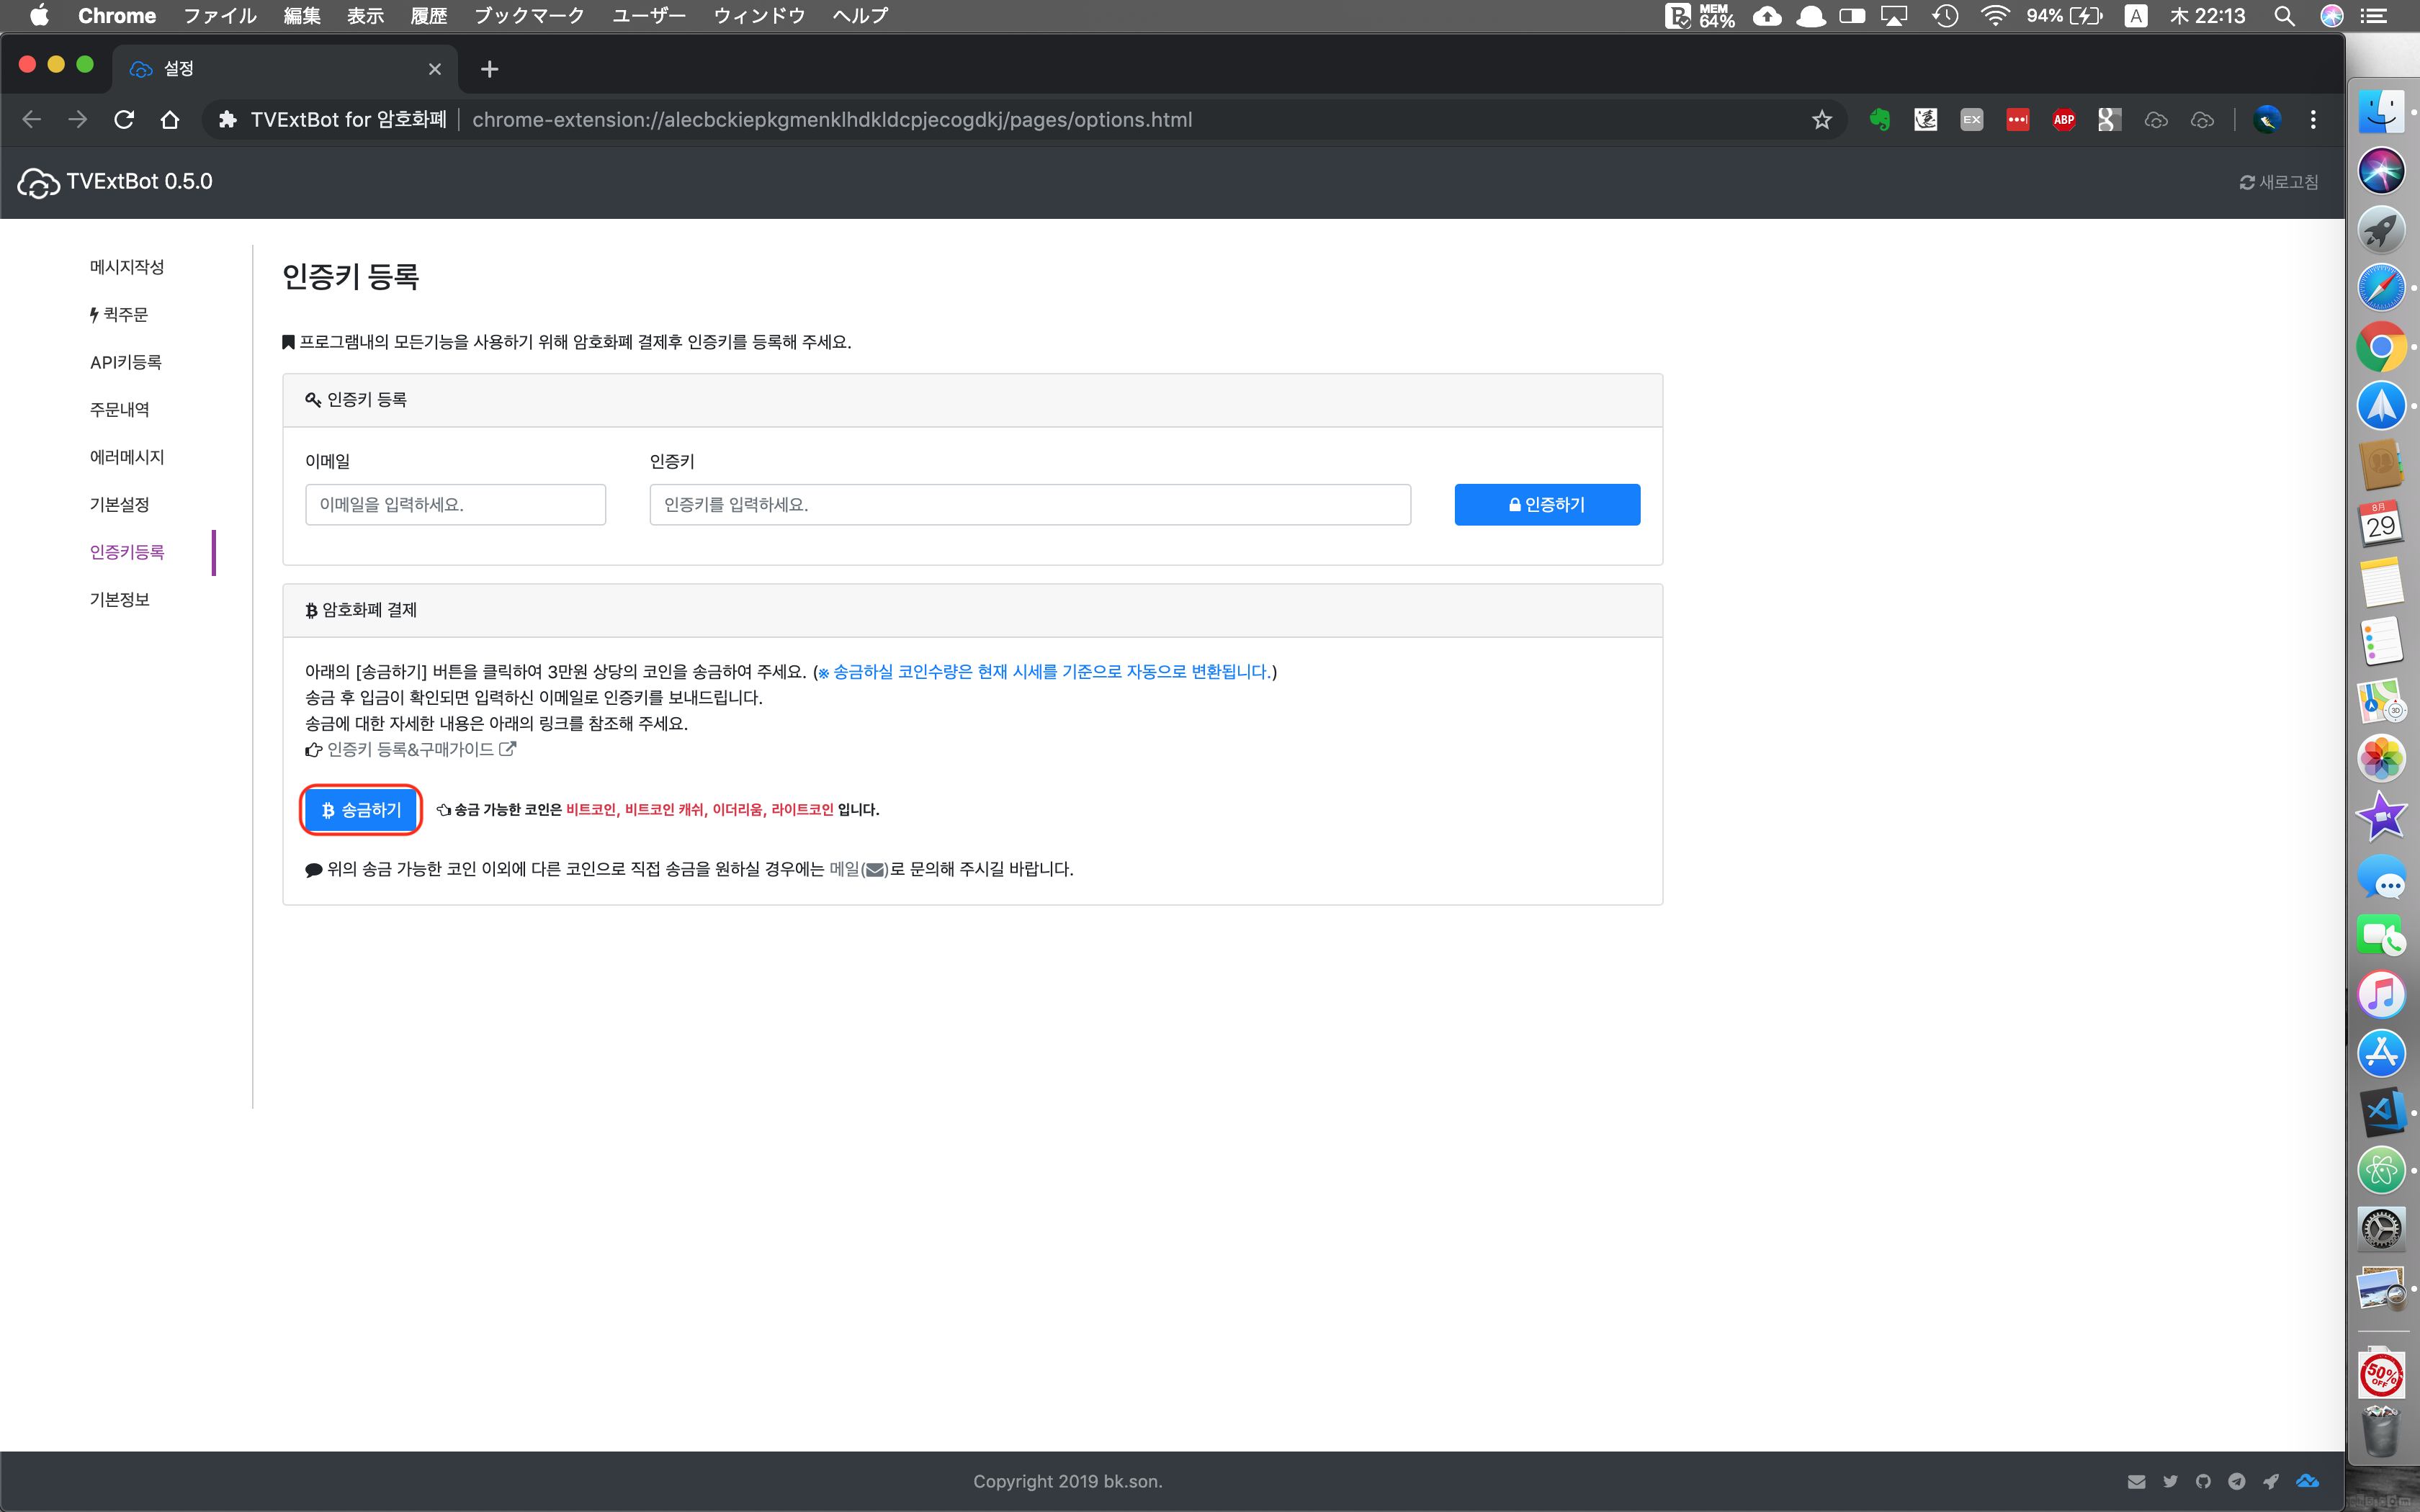 Chrome ファイル 編集 表示 履歴 ブックマーク ユーザー ウィンドウ ヘルプ MEM 64% 94% A 木 22:13
설정
TVExtBot for 암호화폐 chrome-extension://alecbckiepkgmenklhdkldcpjecogdkj/pages/options.html EX ABP
TVExtBot 0.5.0 새로고침
메시지작성
퀵주문
API키등록
주문내역
에러메시지
기본설정
인증키등록
기본정보
인증키 등록
프로그램내의 모든기능을 사용하기 위해 암호화폐 결제후 인증키를 등록해 주세요.
인증키 등록
이메일 인증키
이메일을 입력하세요. 인증키를 입력하세요. 인증하기
암호화폐 결제
아래의 [송금하기] 버튼을 클릭하여 3만원 상당의 코인을 송금하여 주세요. (※ 송금하실 코인수량은 현재 시세를 기준으로 자동으로 변환됩니다.)
송금 후 입금이 확인되면 입력하신 이메일로 인증키를 보내드립니다.
송금에 대한 자세한 내용은 아래의 링크를 참조해 주세요.
인증키 등록&구매가이드
송금하기 송금 가능한 코인은 비트코인, 비트코인 캐쉬, 이더리움, 라이트코인 입니다.
위의 송금 가능한 코인 이외에 다른 코인으로 직접 송금을 원하실 경우에는 메일()로 문의해 주시길 바랍니다.
Copyright 2019 bk.son.
8月
29
3D
50%
OFF